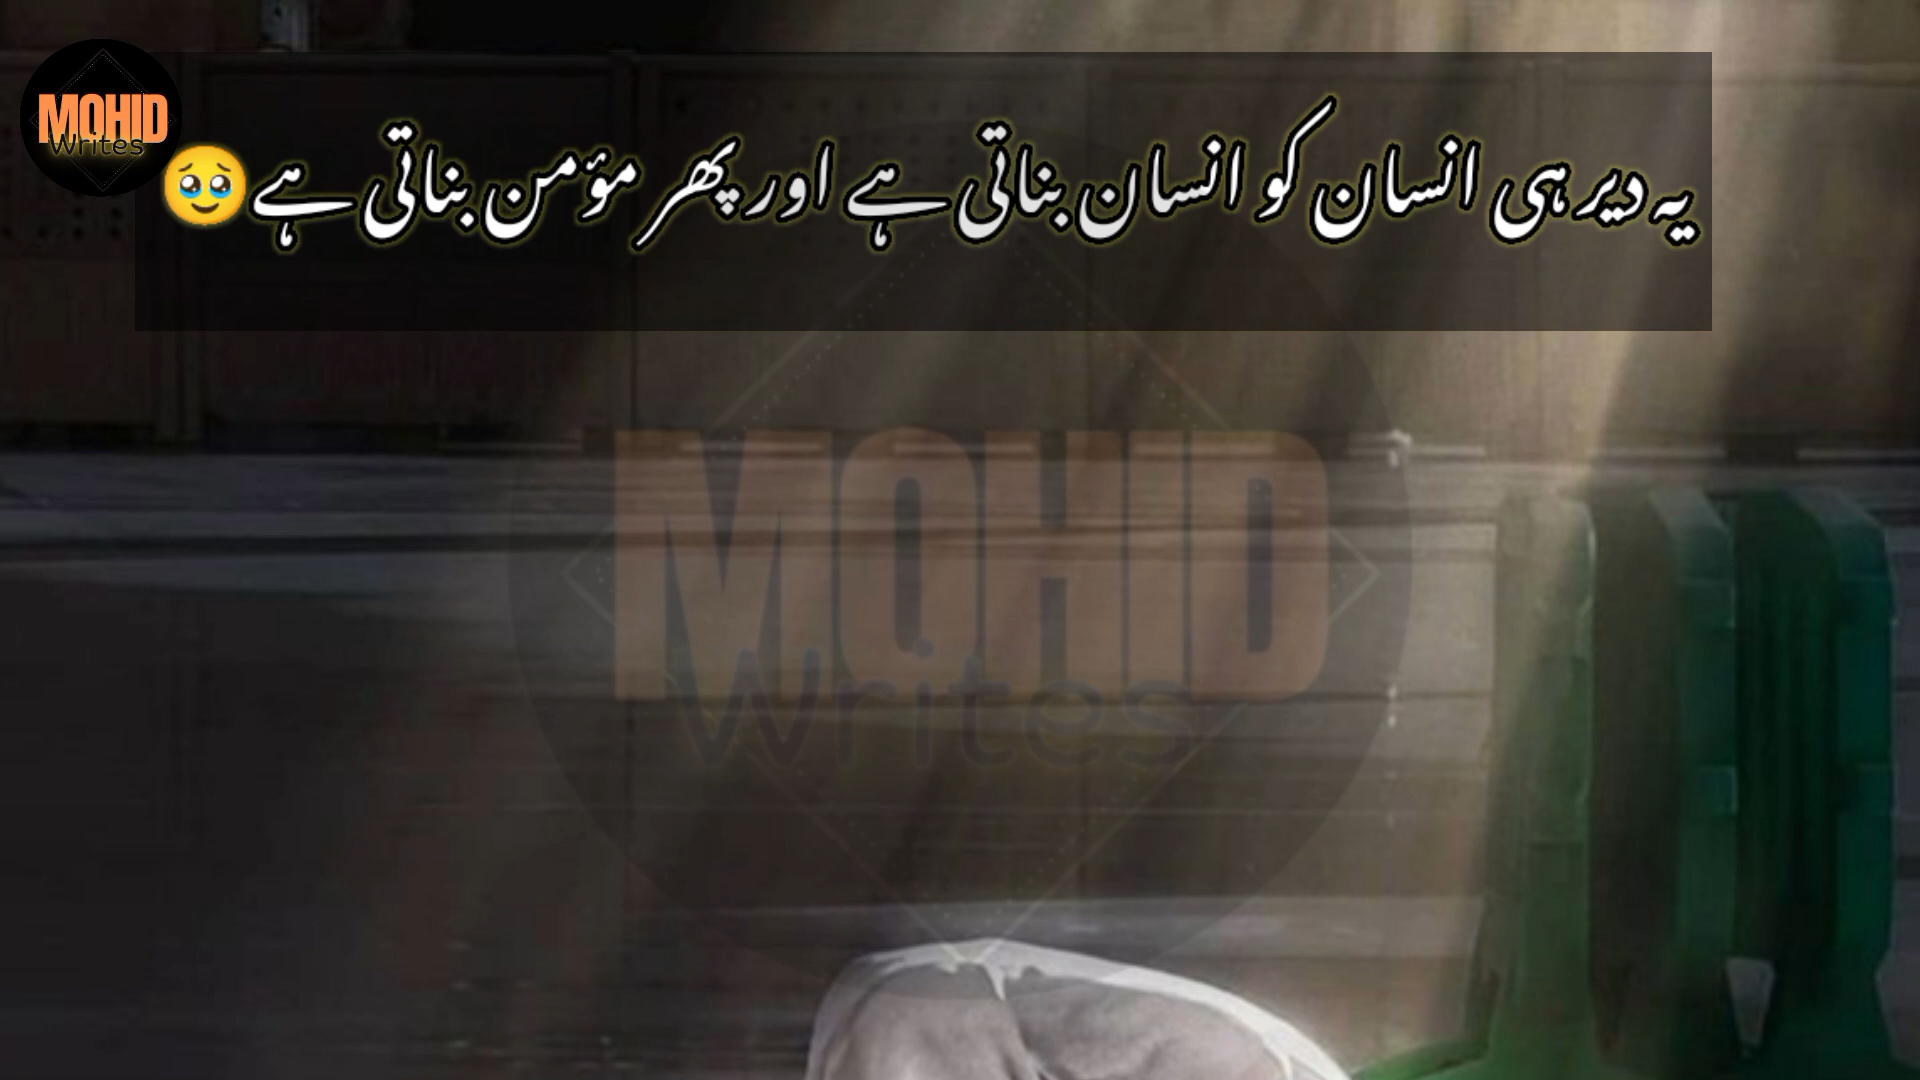 MOHID
Writes
یہ دیر ہی انسان کو انسان بناتی ہے اور پھر مؤمن بناتی ہے🥹
MOHID
Writes